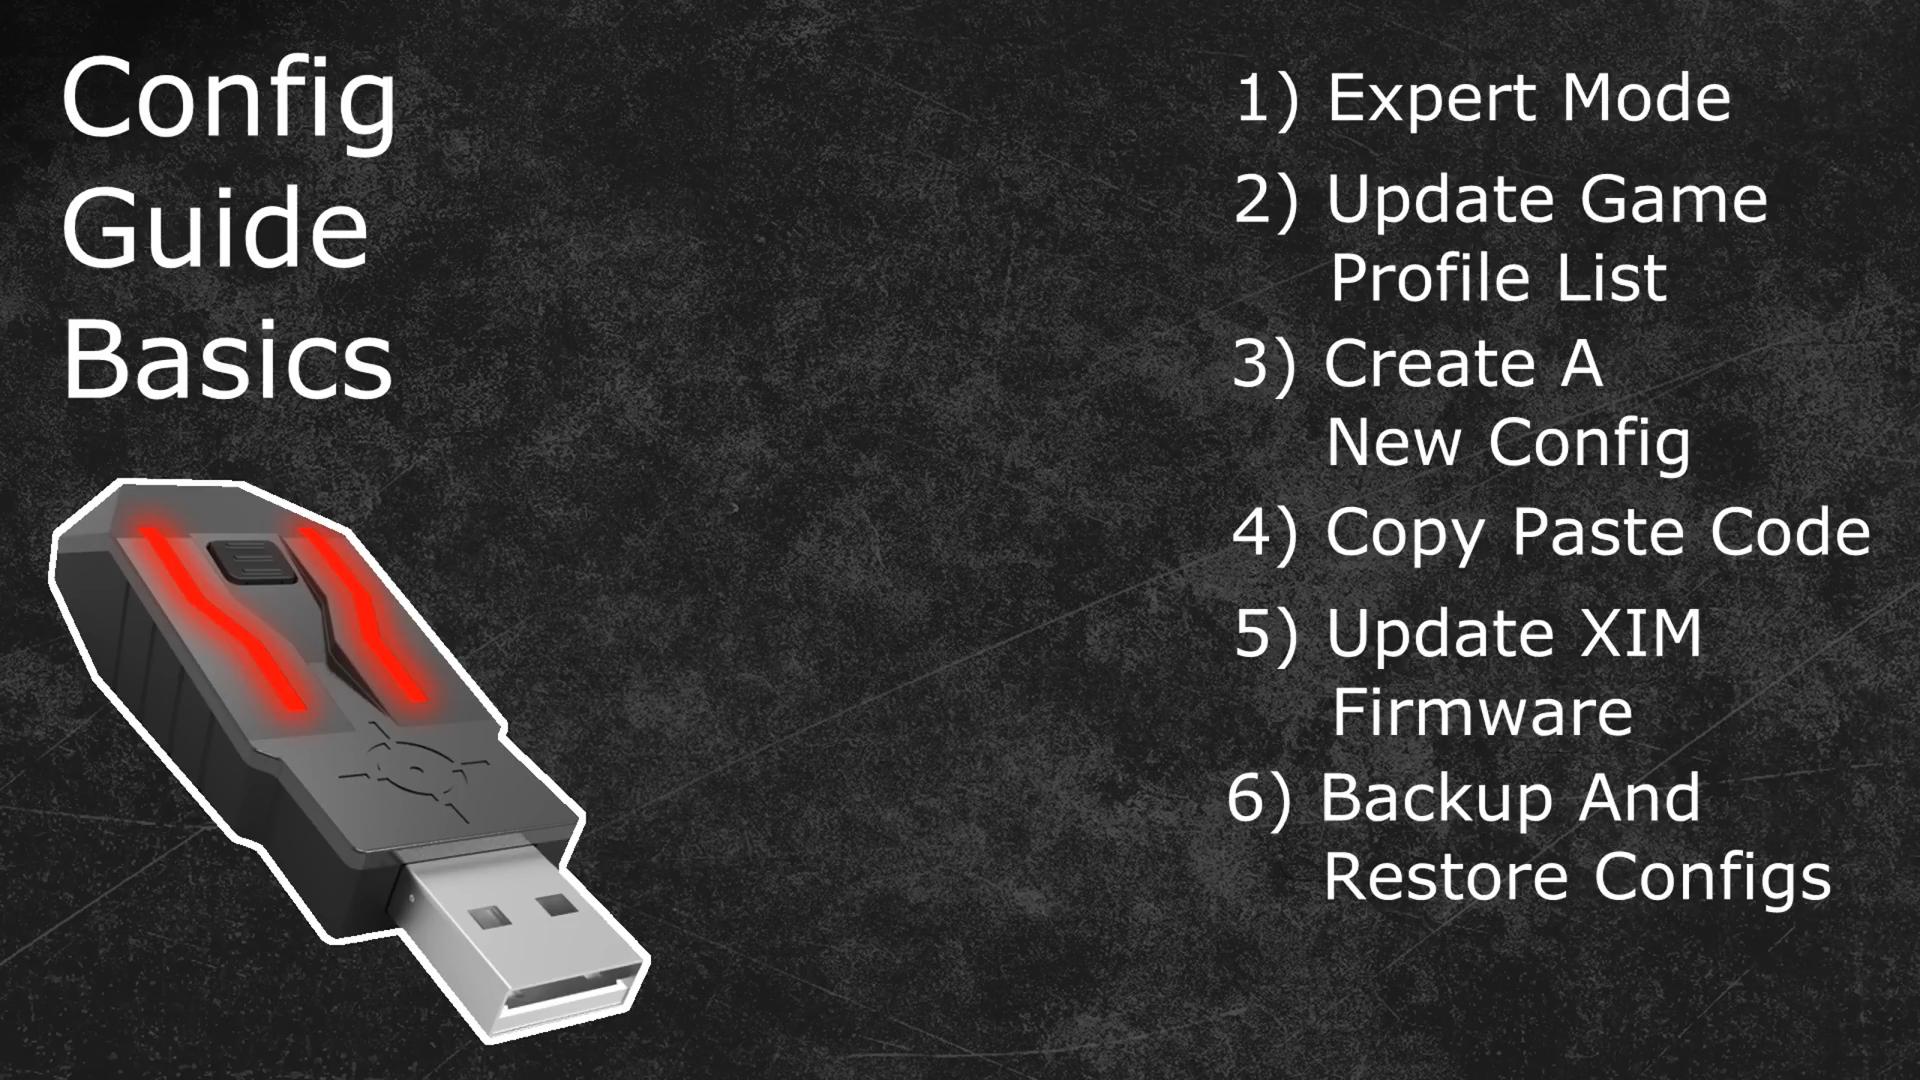 Config
Guide
Basics
1) Expert Mode
2) Update Game
Profile List
3) Create A
New Config
4) Copy Paste Code
5) Update XIM
Firmware
6) Backup And
Restore Configs